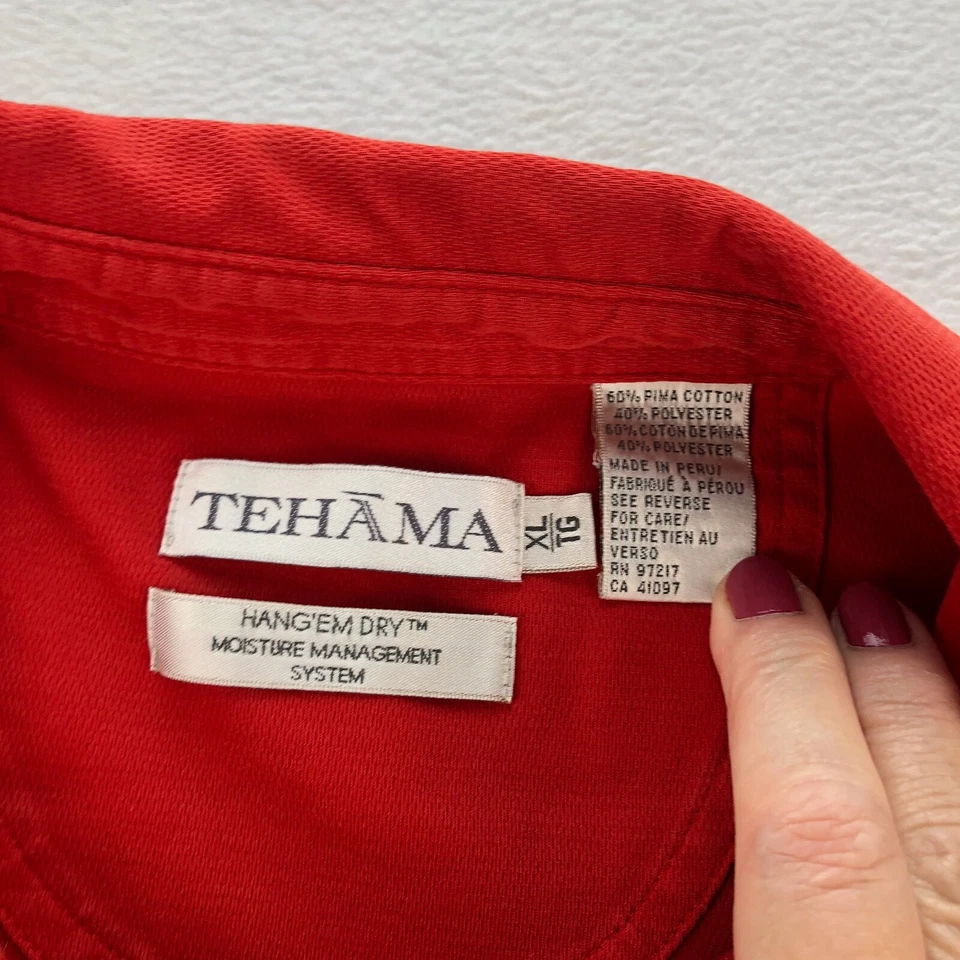 TEHĀMA
XL
TG
HANG'EM DRY™
MOISTURE MANAGEMENT
SYSTEM
60% PIMA COTTON
40% POLYESTER
60% COTON DE PIMA
40% POLYESTER
MADE IN PERU/
FABRIQUÉ À PÉROU
SEE REVERSE
FOR CARE/
ENTRETIEN AU
VERSO
RN 97217
CA 41097